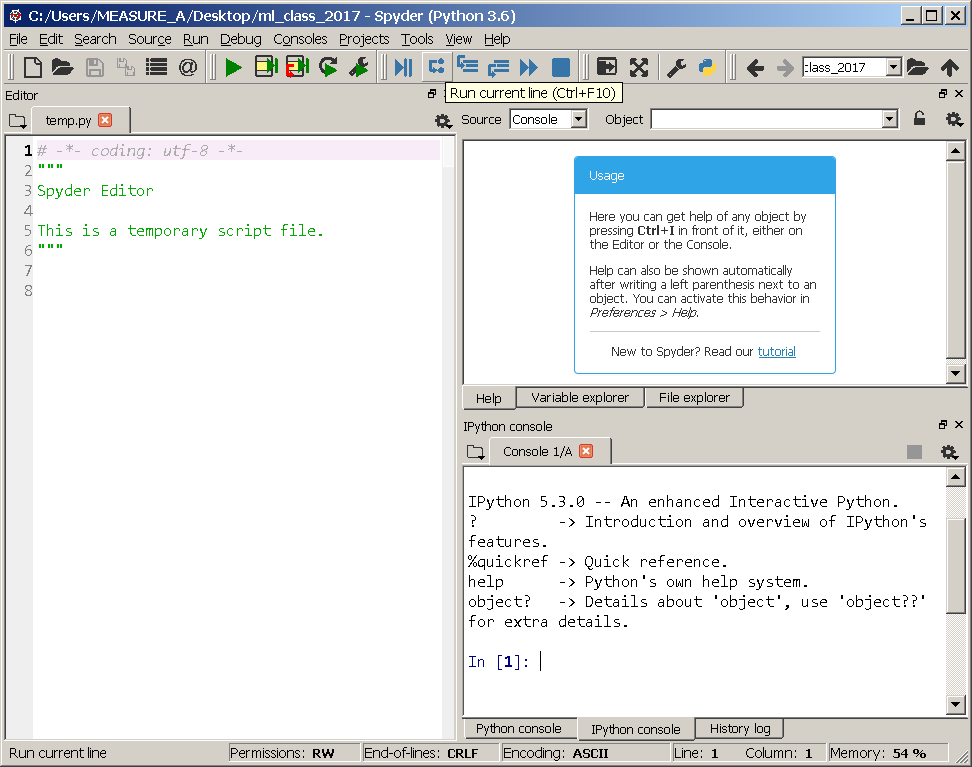 C:/Users/MEASURE_A/Desktop/ml_class_2017 - Spyder (Python 3.6)
File Edit Search Source Run Debug Consoles Projects Tools View Help
class_2017
Editor
Run current line (Ctrl+F10)
temp.py
Source Console Object
1 # -*- coding: utf-8 -*-
2 """
3 Spyder Editor
4
5 This is a temporary script file.
6 """
7
8
Usage
Here you can get help of any object by
pressing Ctrl+I in front of it, either on
the Editor or the Console.
Help can also be shown automatically
after writing a left parenthesis next to an
object. You can activate this behavior in
Preferences > Help.
New to Spyder? Read our tutorial
Help Variable explorer File explorer
IPython console
Console 1/A
IPython 5.3.0 -- An enhanced Interactive Python.
? -> Introduction and overview of IPython's
features.
%quickref -> Quick reference.
help -> Python's own help system.
object? -> Details about 'object', use 'object??'
for extra details.
In [1]:
Python console IPython console History log
Run current line Permissions: RW End-of-lines: CRLF Encoding: ASCII Line: 1 Column: 1 Memory: 54 %